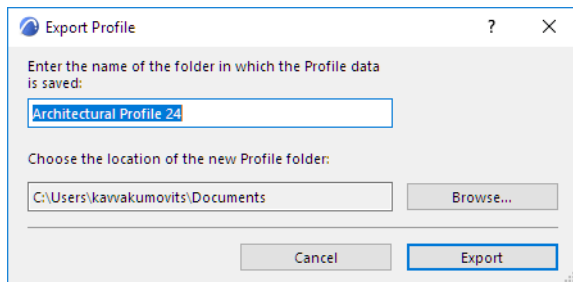 Export Profile
?
Enter the name of the folder in which the Profile data
is saved:
Architectural Profile 24
Choose the location of the new Profile folder:
C:\Users\kavvakumovits\Documents
Browse...
Cancel
Export